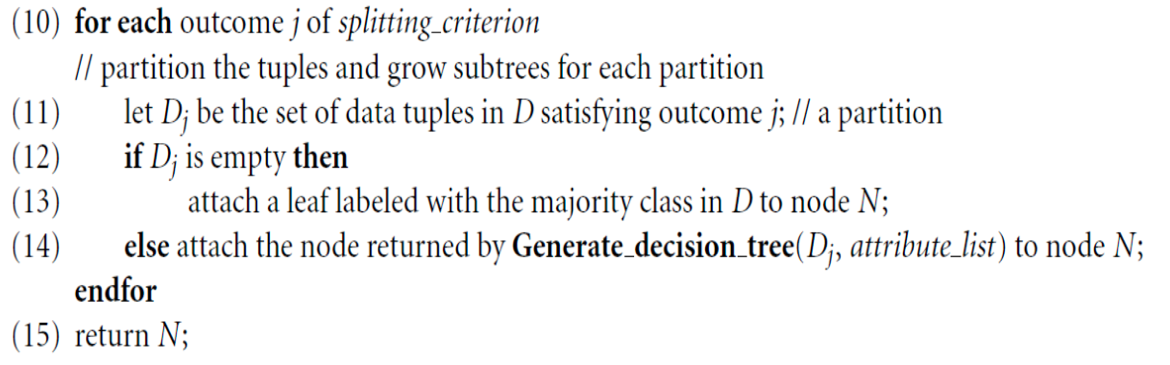 (10) for each outcome j of splitting_criterion
// partition the tuples and grow subtrees for each partition
(11) let Dj be the set of data tuples in D satisfying outcome j; // a partition
(12) if Dj is empty then
(13) attach a leaf labeled with the majority class in D to node N;
(14) else attach the node returned by Generate_decision_tree(Dj, attribute_list) to node N;
endfor
(15) return N;